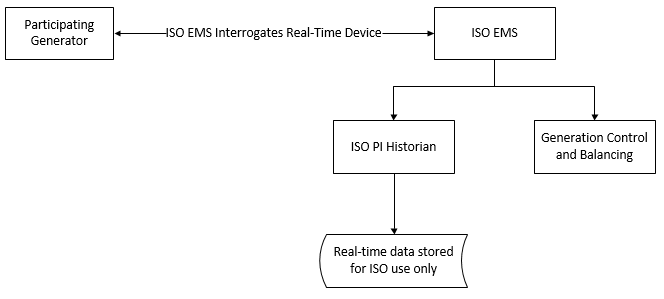 Participating
Generator
ISO EMS Interrogates Real-Time Device
ISO EMS
ISO PI Historian
Generation Control
and Balancing
Real-time data stored
for ISO use only